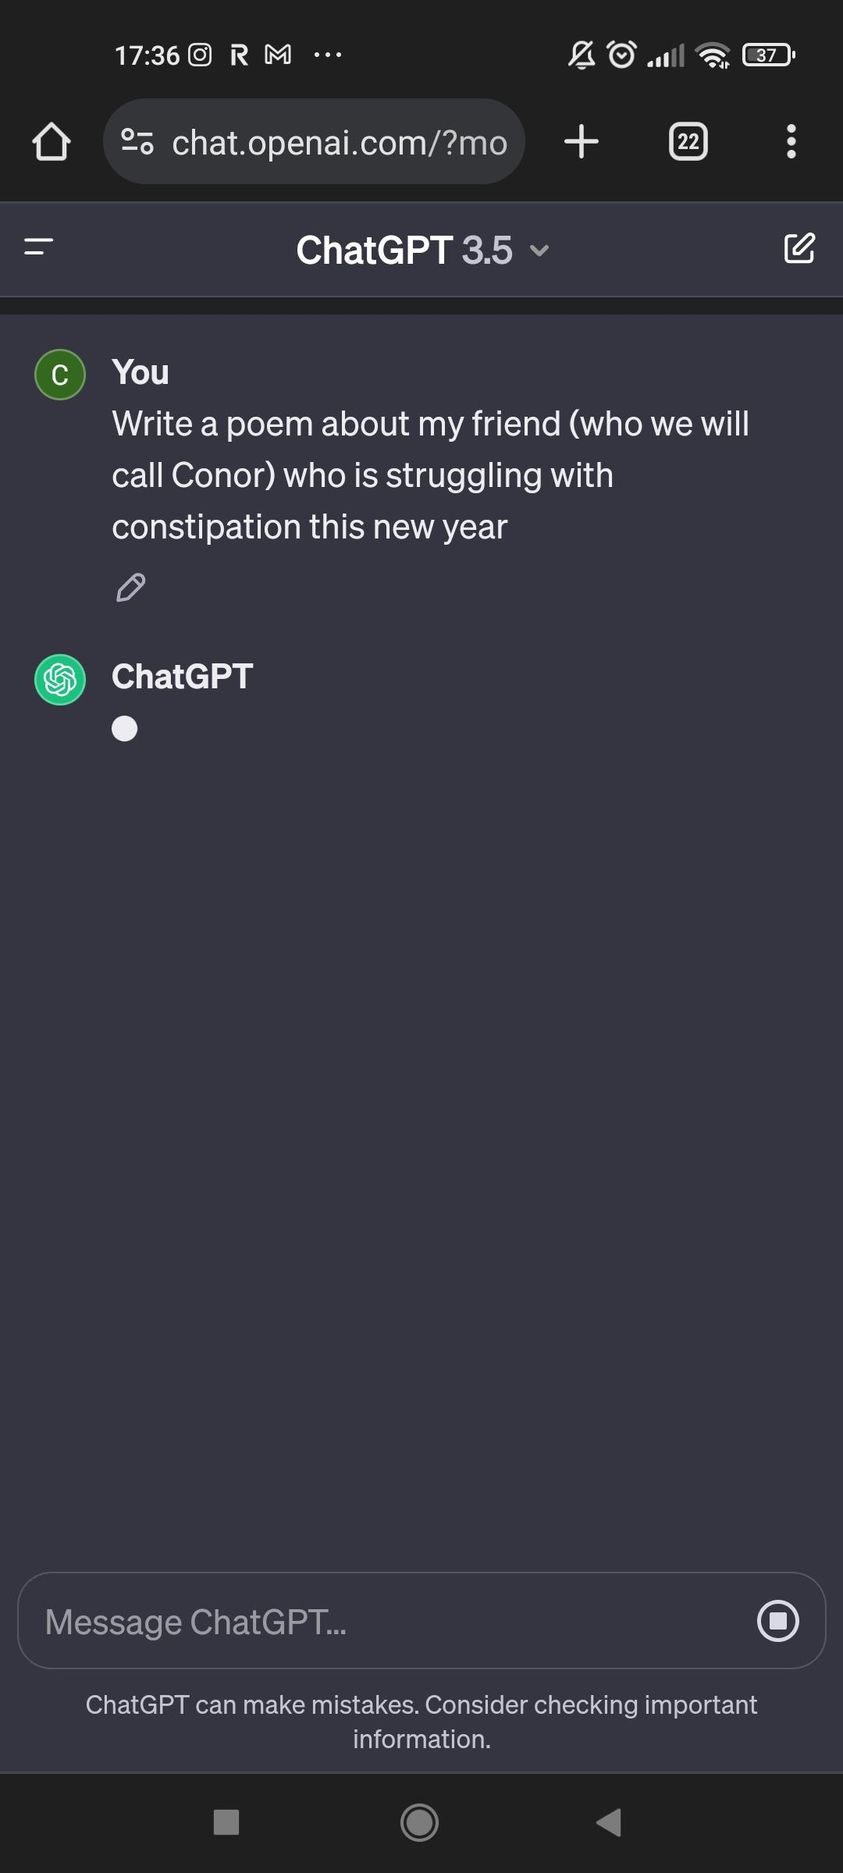 17:36 R M ...
37
chat.openai.com/?mo
22
ChatGPT 3.5
C
You
Write a poem about my friend (who we will
call Conor) who is struggling with
constipation this new year
ChatGPT
Message ChatGPT...
ChatGPT can make mistakes. Consider checking important
information.